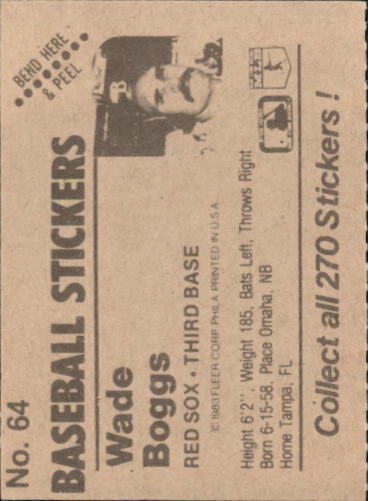 No. 64
BEND HERE
& PEEL
BASEBALL STICKERS
Wade
Boggs
RED SOX • THIRD BASE
© 1983 FLEER CORP. PHILA. PRINTED IN U.S.A.
Height 6'2'', Weight 185, Bats Left, Throws Right
Born 6-15-58, Place Omaha, NB
Home Tampa, FL
Collect all 270 Stickers !
B